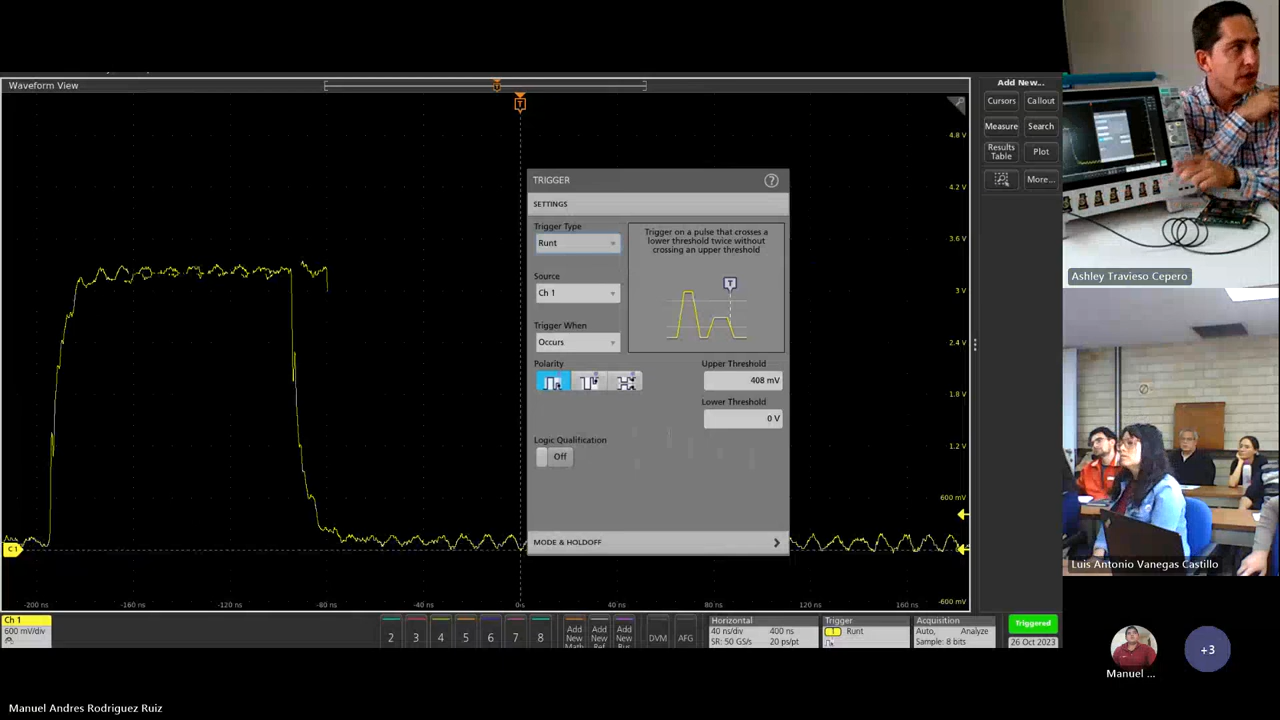 Waveform View
T
T
4.8 V
4.2 V
3.6 V
3 V
2.4 V
1.8 V
1.2 V
600 mV
-600 mV
C 1
-200 ns
-160 ns
-120 ns
-80 ns
-40 ns
0 s
40 ns
80 ns
120 ns
160 ns
TRIGGER
?
SETTINGS
Trigger Type
Runt
Source
Ch 1
Trigger When
Occurs
Polarity
Trigger on a pulse that crosses a
lower threshold twice without
crossing an upper threshold
T
Upper Threshold
408 mV
Lower Threshold
0 V
Logic Qualification
Off
MODE & HOLDOFF
Add New...
Cursors
Callout
Measure
Search
Results
Table
Plot
More...
Ch 1
600 mV/div
2
3
4
5
6
7
8
Add
New
Math
Add
New
Ref
Add
New
Bus
DVM
AFG
Horizontal
40 ns/div 400 ns
SR: 50 GS/s 20 ps/pt
Trigger
1 Runt
Acquisition
Auto, Analyze
Sample: 8 bits
Triggered
26 Oct 2023
Ashley Travieso Cepero
Luis Antonio Vanegas Castillo
Manuel ...
+3
Manuel Andres Rodriguez Ruiz